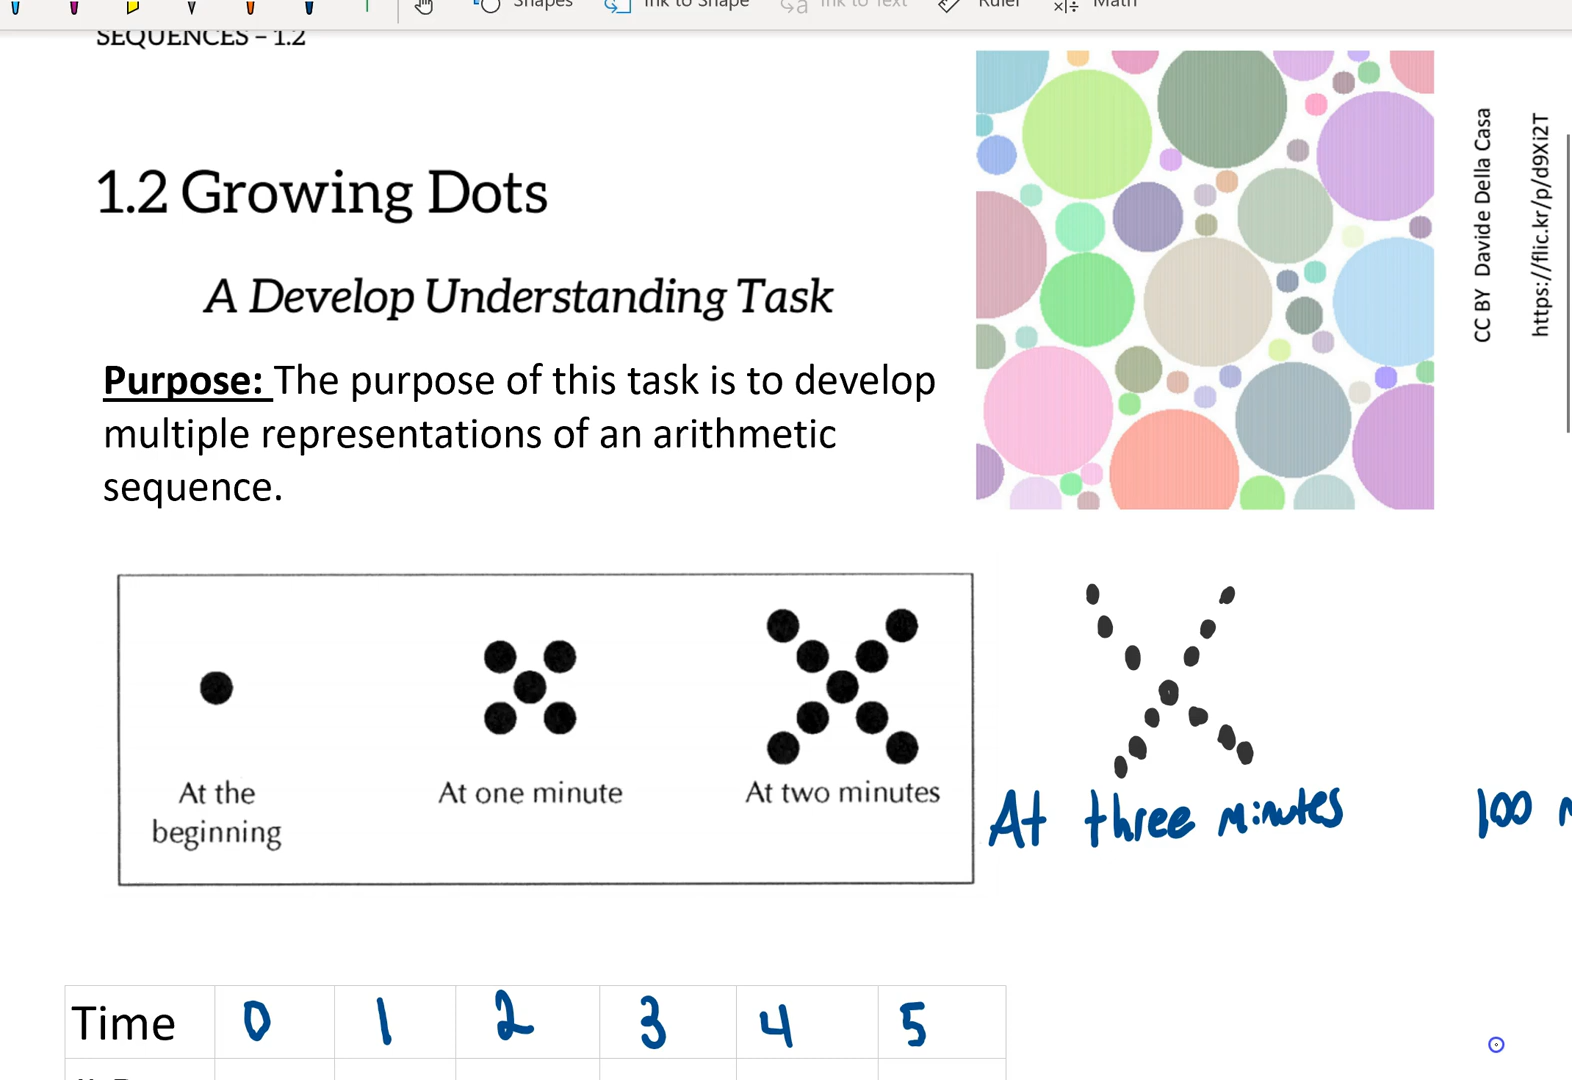 Shapes Ink to Shape Ink to Text Ruler Math
SEQUENCES – 1.2
1.2 Growing Dots
A Develop Understanding Task
Purpose: The purpose of this task is to develop
multiple representations of an arithmetic
sequence.
CC BY Davide Della Casa
https://flic.kr/p/d9Xi2T
At the
beginning
At one minute
At two minutes
At three minutes
100
Time 0 1 2 3 4 5